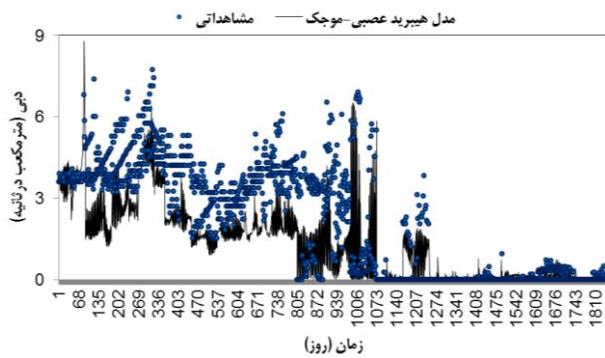 مشاهداتی
مدل هیبرید عصبی-موجک
دبی (مترمکعب در ثانیه)
9
6
3
0
1 68 135 202 269 336 403 470 537 604 671 738 805 872 939 1006 1073 1140 1207 1274 1341 1408 1475 1542 1609 1676 1743 1810
زمان (روز)